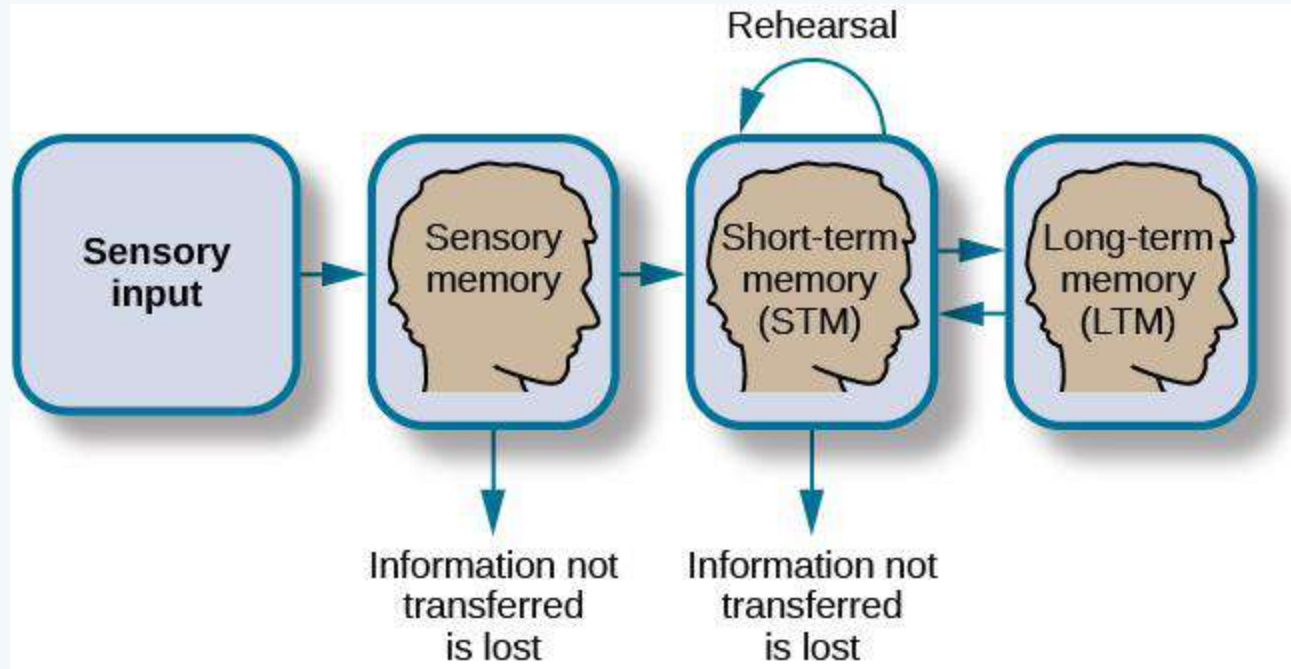 Rehearsal
Sensory
input
Sensory
memory
Short-term
memory
(STM)
Long-term
memory
(LTM)
Information not
transferred
is lost
Information not
transferred
is lost